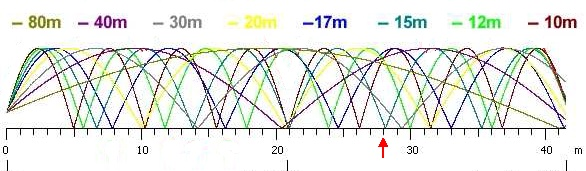 – 80m – 40m – 30m – 20m –17m – 15m – 12m – 10m
0 10 20 30 40 m